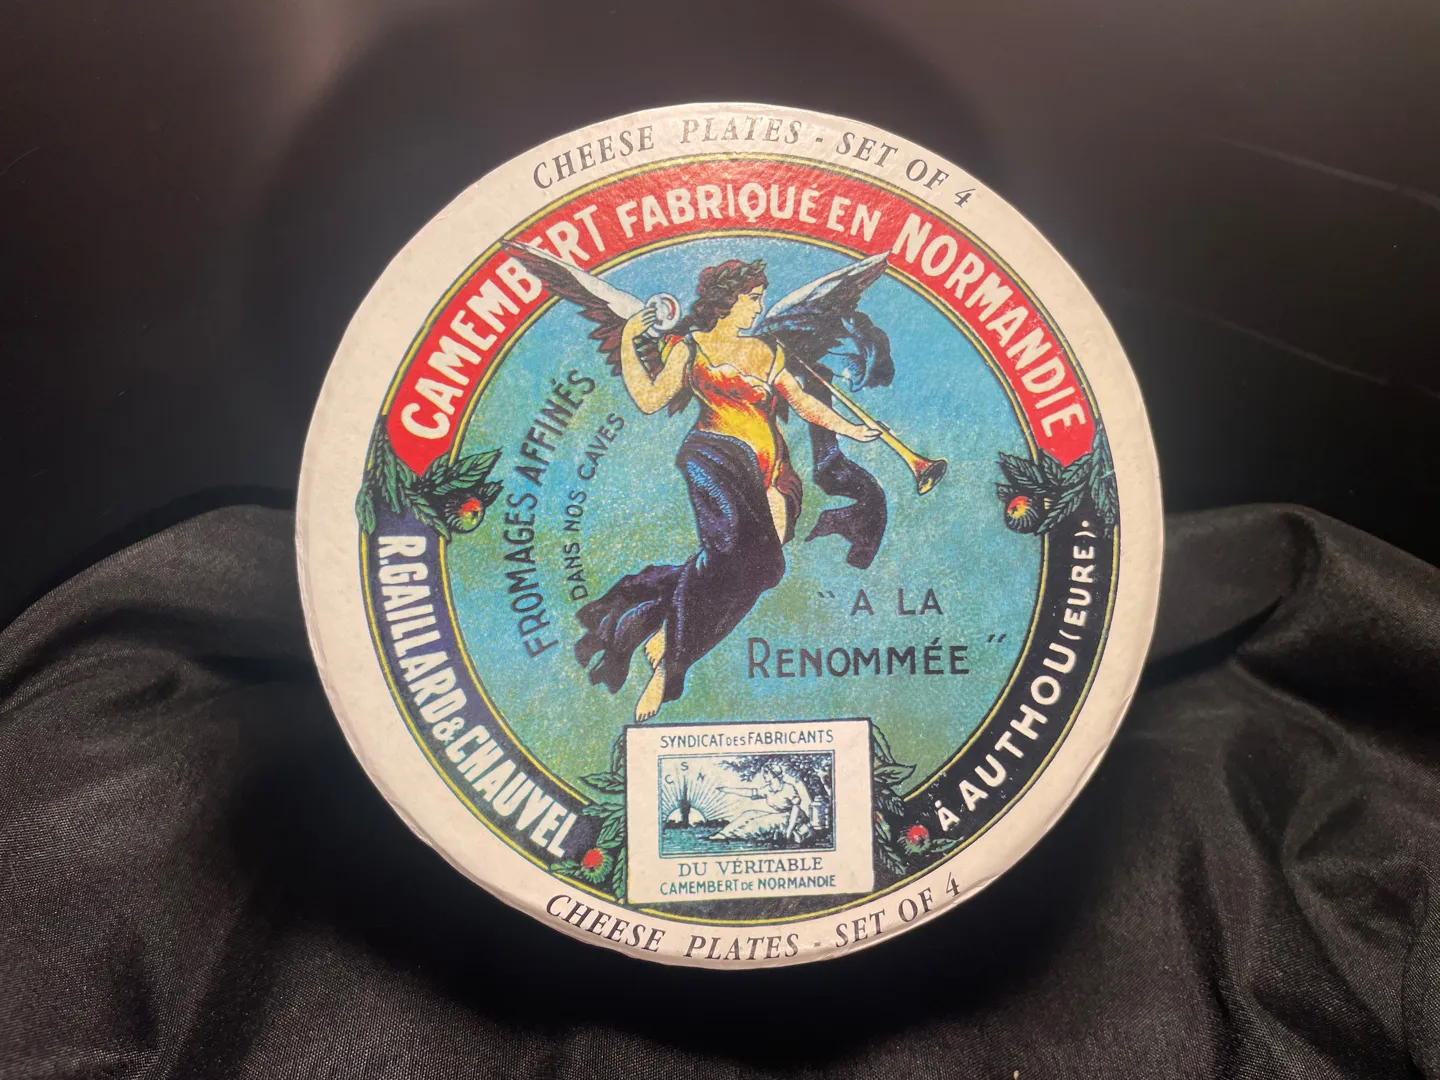 CHEESE PLATES - SET OF 4
CAMEMBERT FABRIQUÉ EN NORMANDIE
FROMAGES AFFINÉS
DANS NOS CAVES
"A LA
RENOMMÉE"
R. GAILLARD & CHAUVEL
À AUTHOU (EURE).
SYNDICAT DES FABRICANTS
C S N
DU VÉRITABLE
CAMEMBERT DE NORMANDIE
CHEESE PLATES - SET OF 4